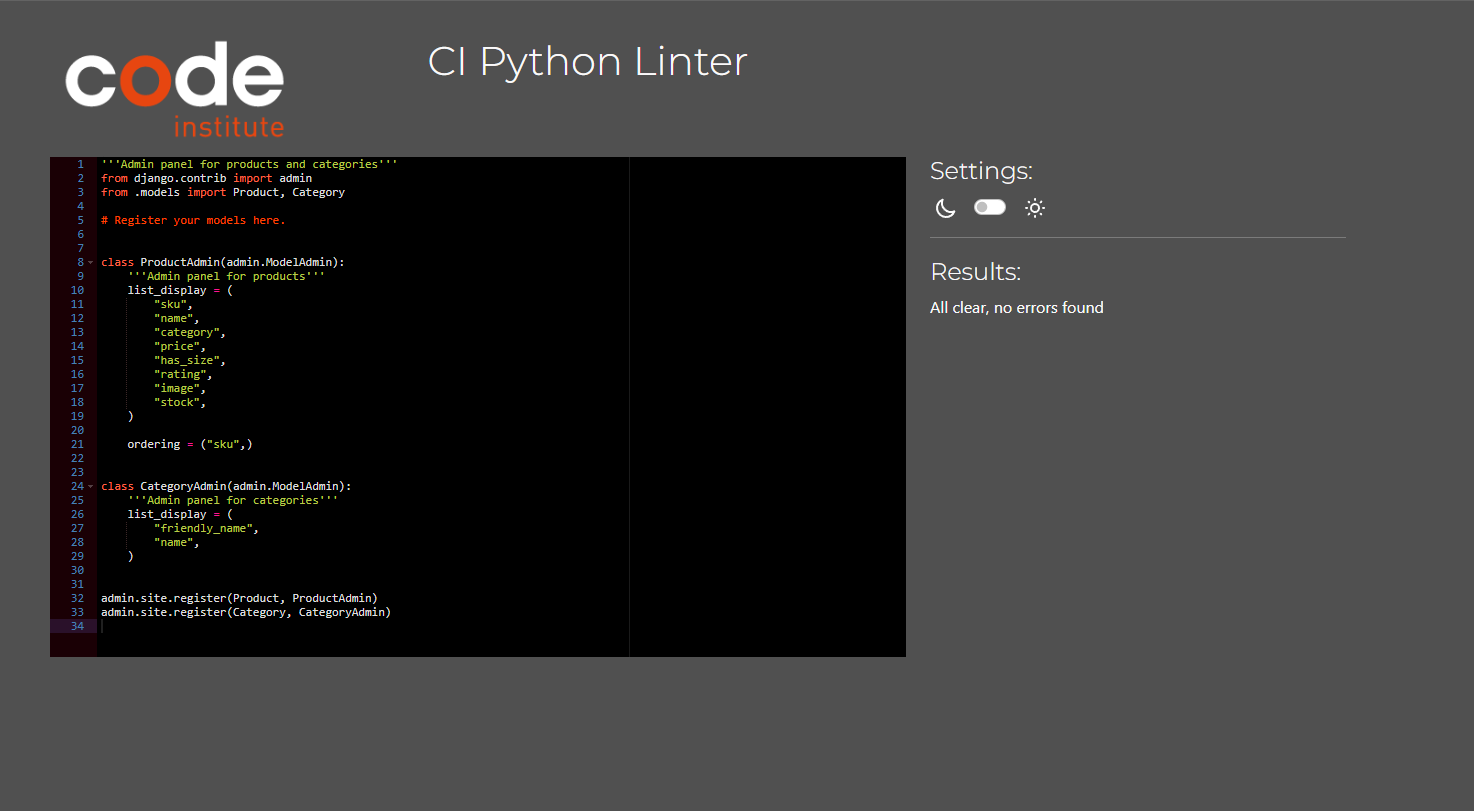 code
institute
CI Python Linter
1 '''Admin panel for products and categories'''
2 from django.contrib import admin
3 from .models import Product, Category
4
5 # Register your models here.
6
7
8 class ProductAdmin(admin.ModelAdmin):
9     '''Admin panel for products'''
10     list_display = (
11         "sku",
12         "name",
13         "category",
14         "price",
15         "has_size",
16         "rating",
17         "image",
18         "stock",
19     )
20
21     ordering = ("sku",)
22
23
24 class CategoryAdmin(admin.ModelAdmin):
25     '''Admin panel for categories'''
26     list_display = (
27         "friendly_name",
28         "name",
29     )
30
31
32 admin.site.register(Product, ProductAdmin)
33 admin.site.register(Category, CategoryAdmin)
34
Settings:
Results:
All clear, no errors found